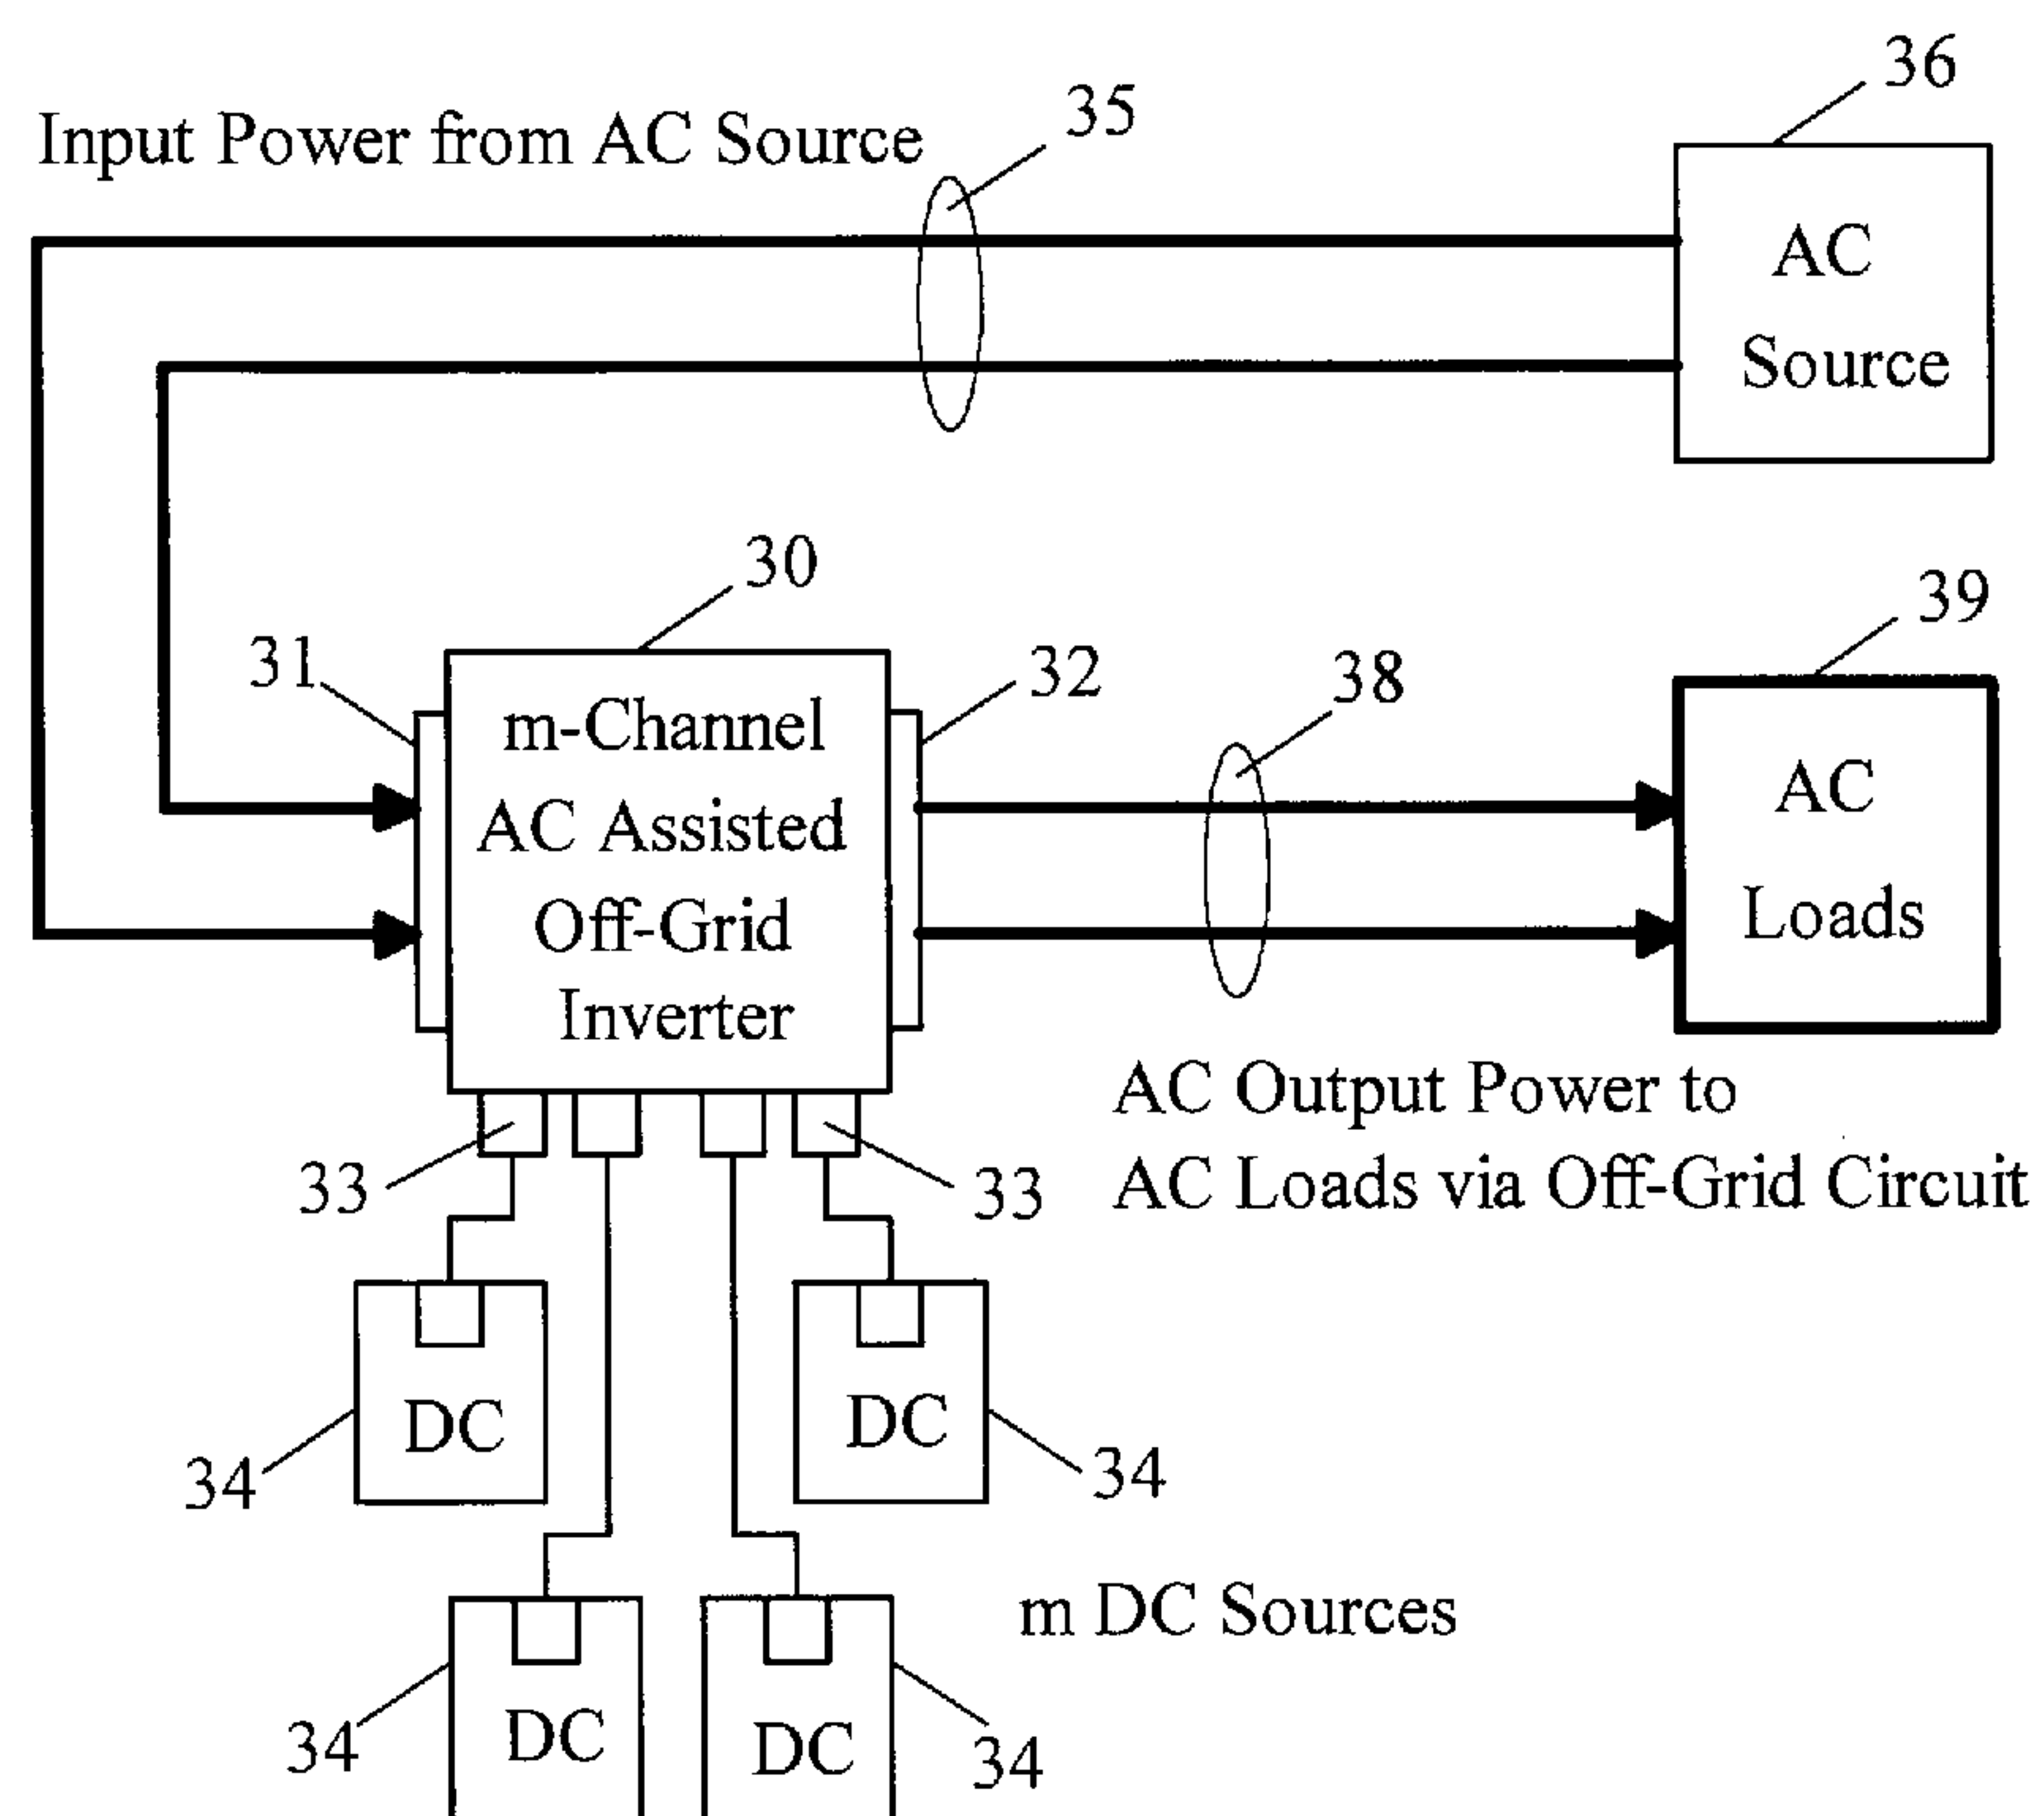 36
35
Input Power from AC Source
AC
Source
30
39
31
32
38
m-Channel
AC Assisted
Off-Grid
Inverter
AC
Loads
33
33
AC Output Power to
AC Loads via Off-Grid Circuit
DC
DC
34
34
m DC Sources
DC
DC
34
34